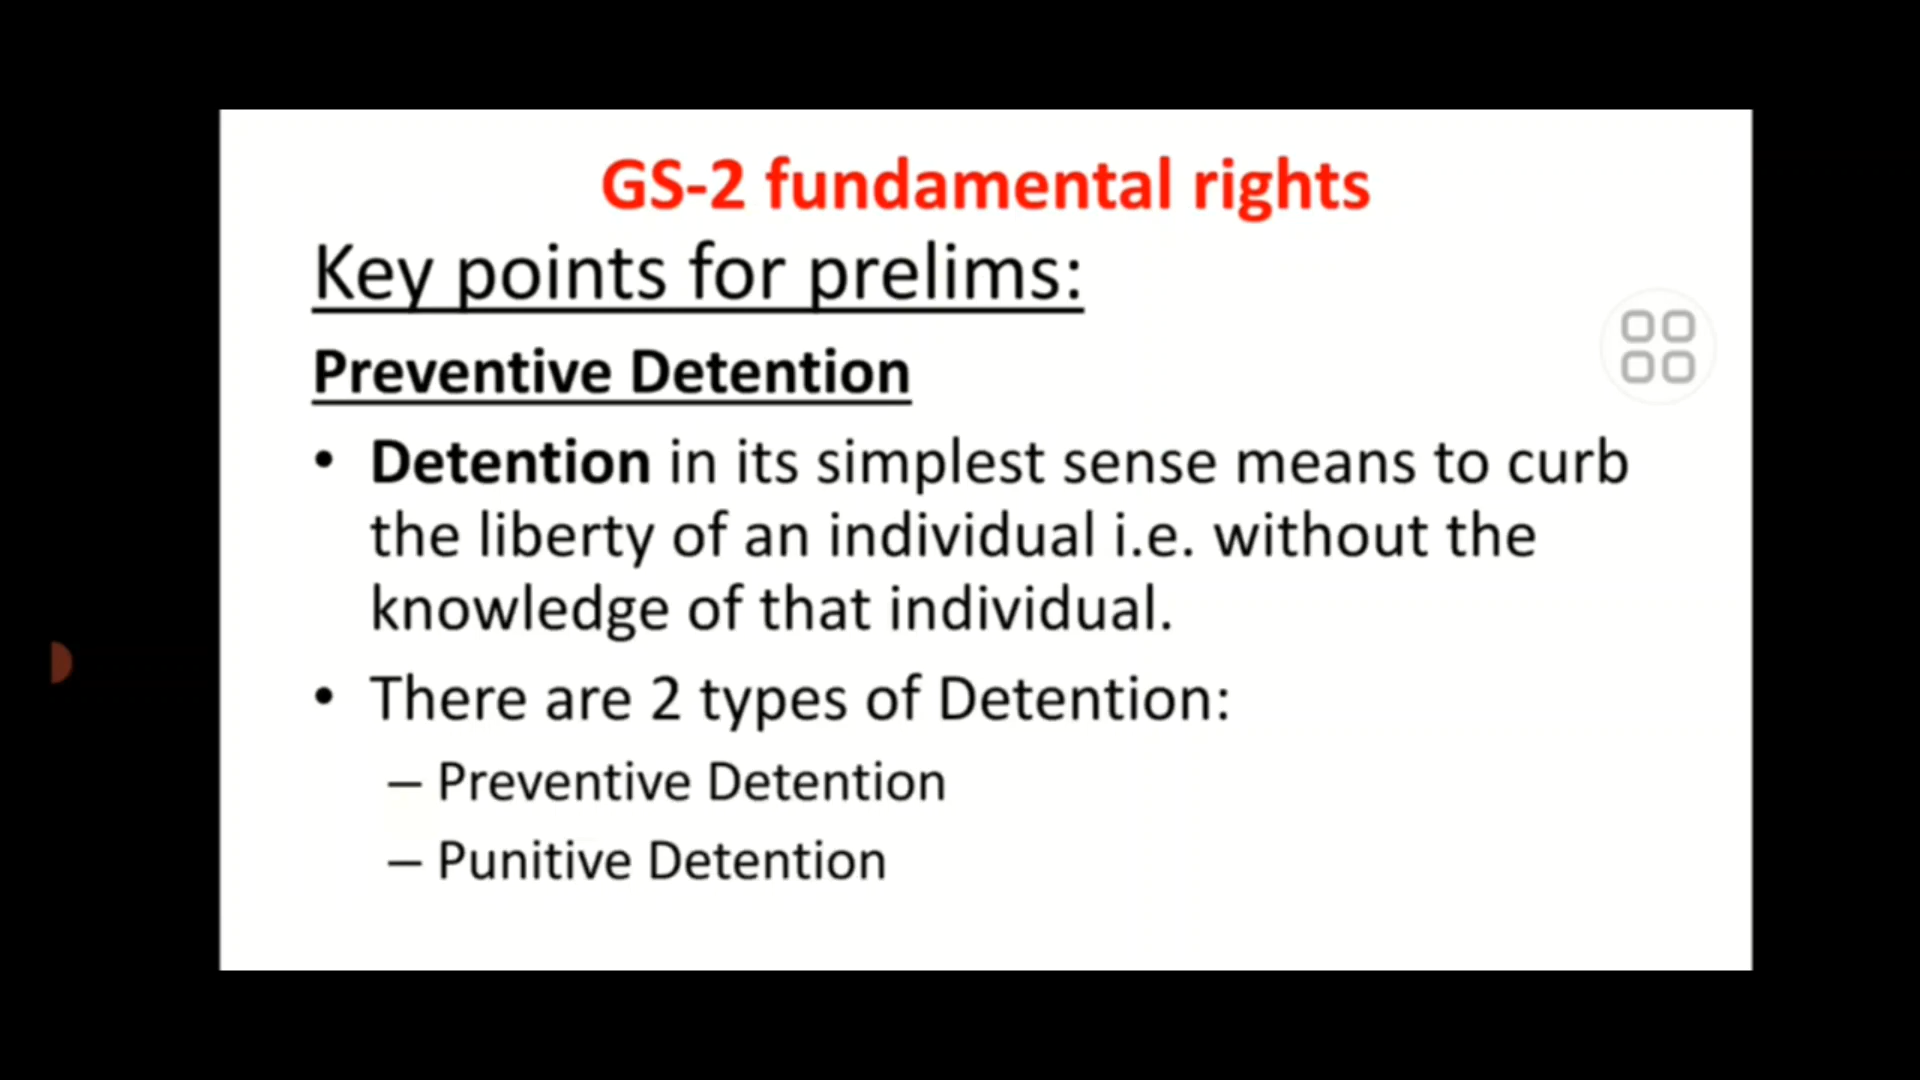 GS-2 fundamental rights
Key points for prelims:
Preventive Detention
• Detention in its simplest sense means to curb
the liberty of an individual i.e. without the
knowledge of that individual.
• There are 2 types of Detention:
– Preventive Detention
– Punitive Detention